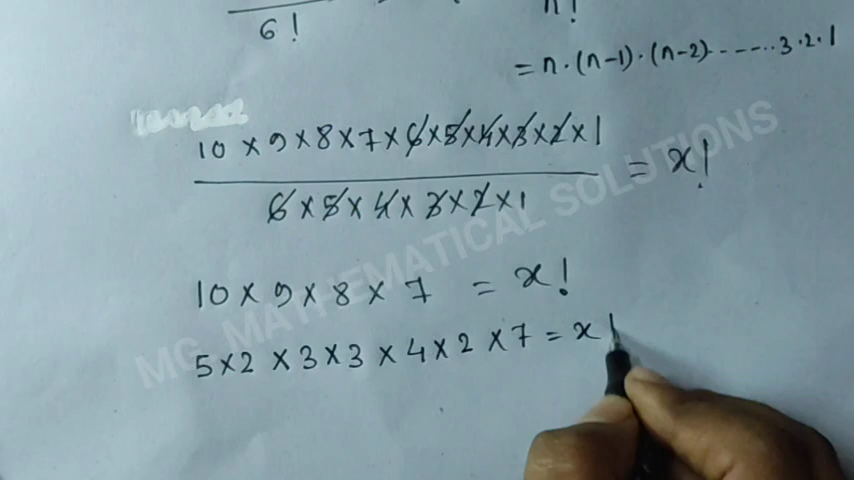 6!
n!
= n · (n-1) · (n-2) ------ 3 · 2 · 1
10 × 9 × 8 × 7 × 6 × 5 × 4 × 3 × 2 × 1
= x!
6 × 5 × 4 × 3 × 2 × 1
10 × 9 × 8 × 7 = x!
5 × 2 × 3 × 3 × 4 × 2 × 7 = x!
MC MATHEMATICAL SOLUTIONS